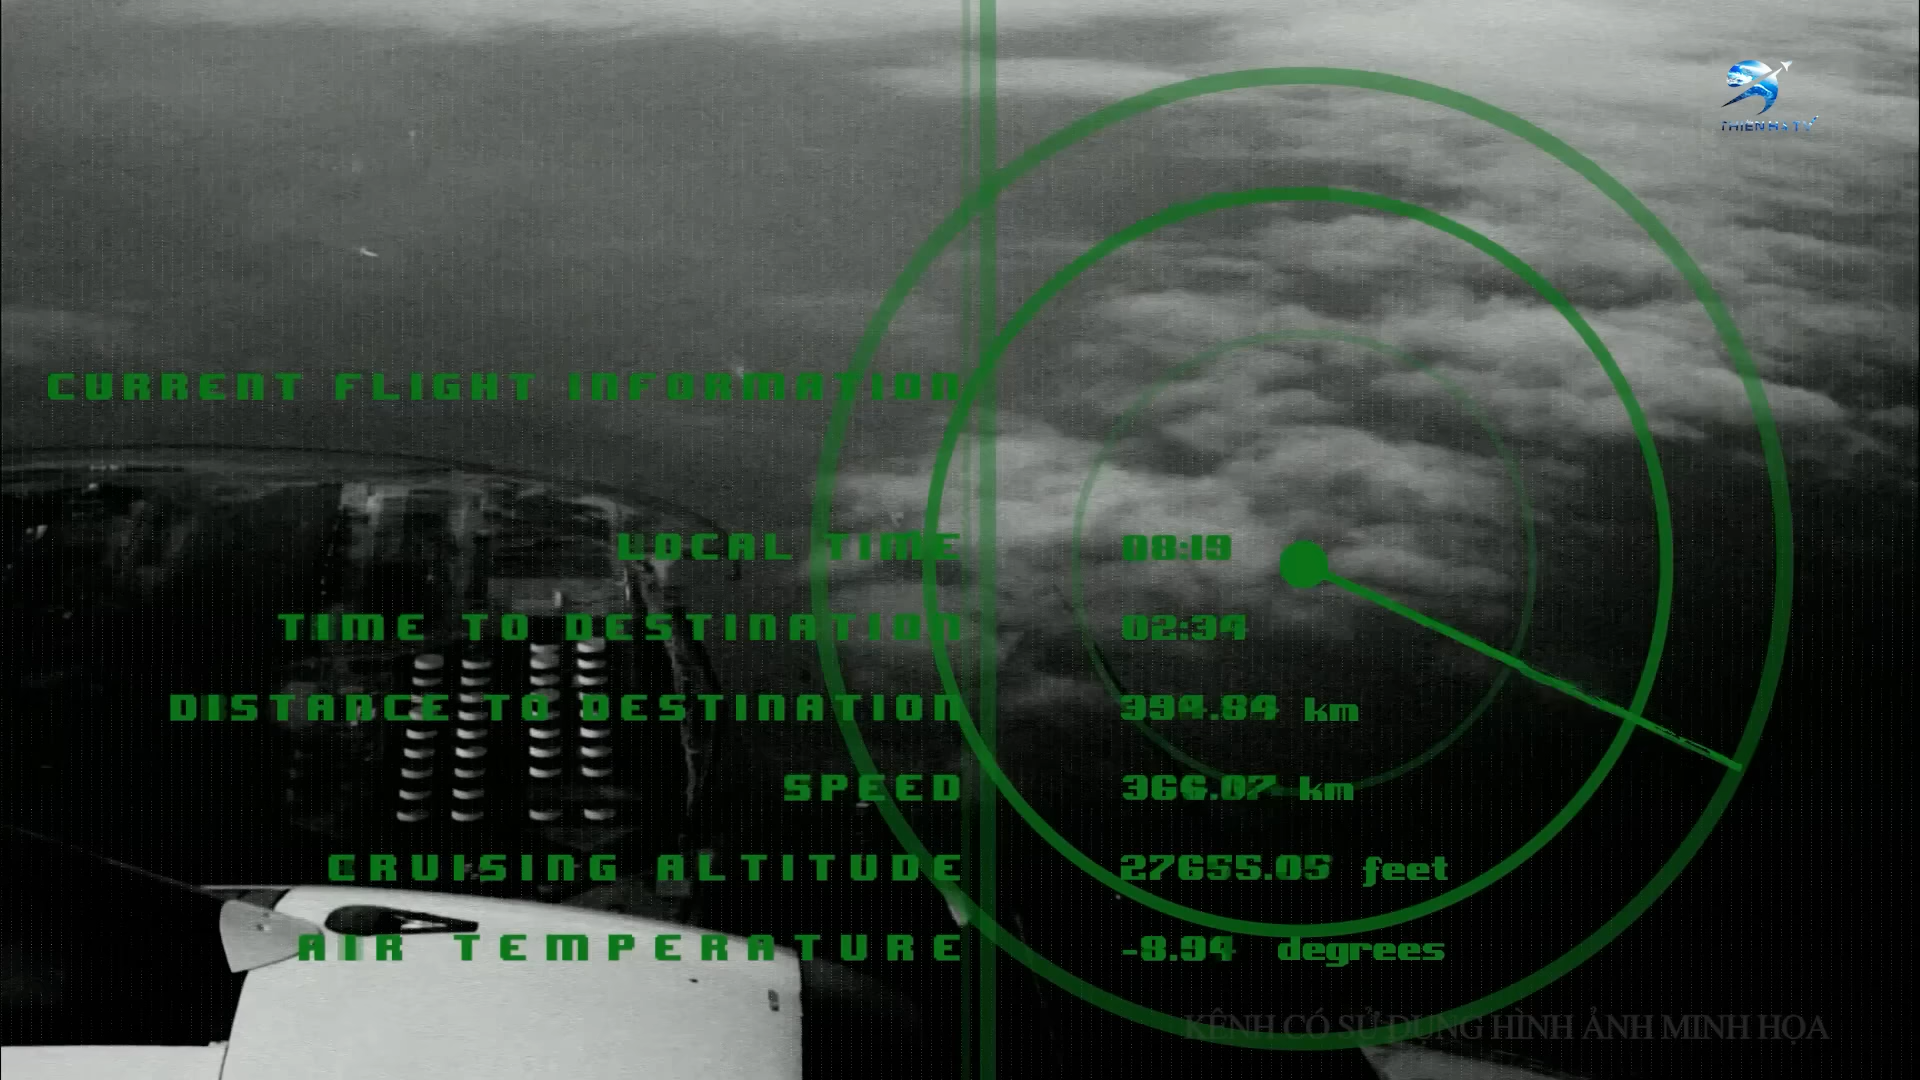 THIENHATV
CURRENT FLIGHT INFORMATION
LOCAL TIME 08:19
TIME TO DESTINATION 02:34
DISTANCE TO DESTINATION 394.84 km
SPEED 366.07 km
CRUISING ALTITUDE 27655.05 feet
AIR TEMPERATURE -9.94 degrees
KÊNH CÓ SỬ DỤNG HÌNH ẢNH MINH HỌA